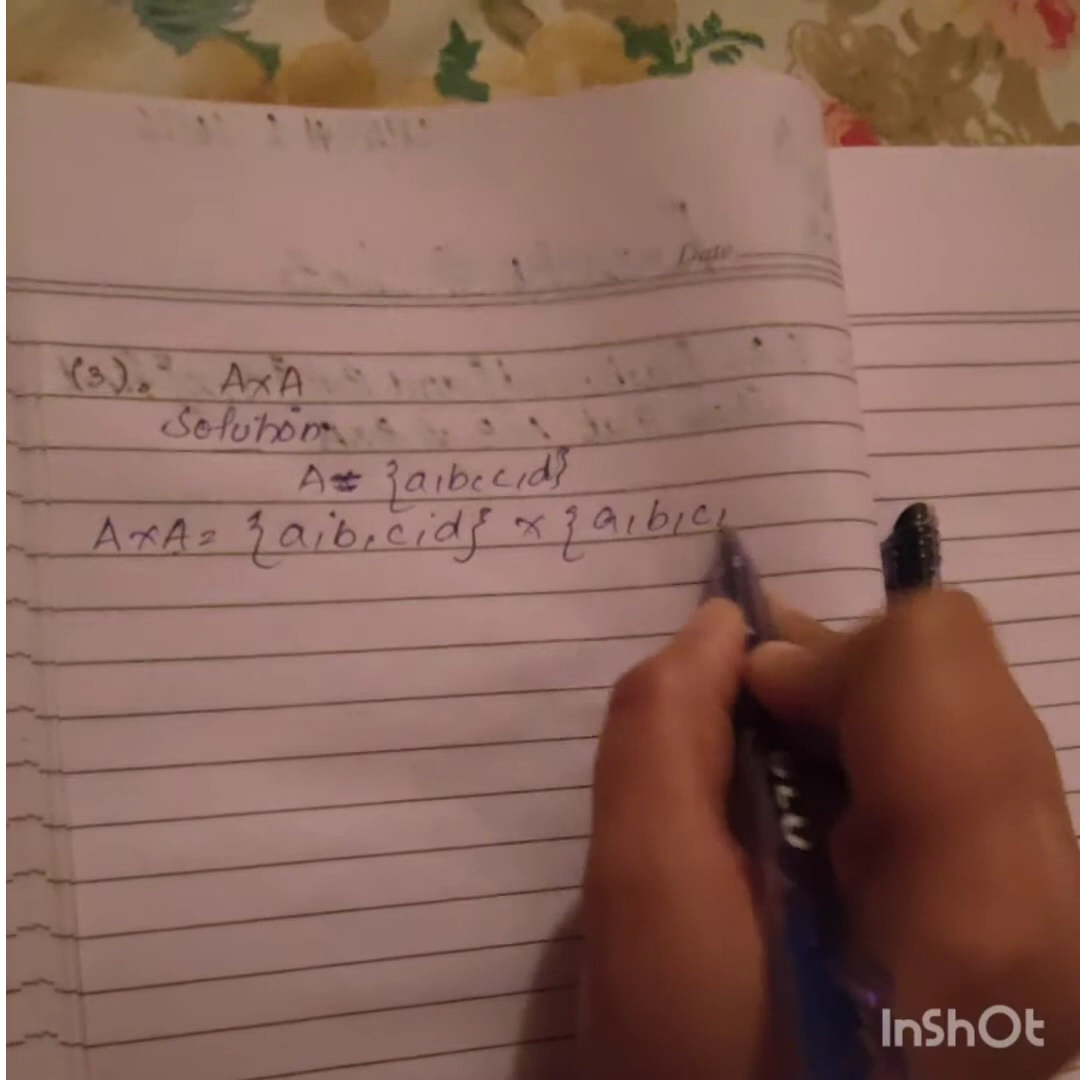 Date
(3). A×A
Solution
A= {a,b,c,d}
A×A= {a,b,c,d} × {a,b,c,
InShOt